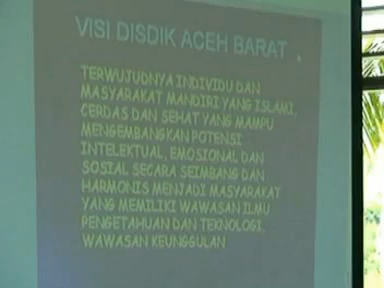 VISI DISDIK ACEH BARAT
TERWUJUDNYA INDIVIDU DAN
MASYARAKAT MANDIRI YANG ISLAMI,
CERDAS DAN SEHAT YANG MAMPU
MENGEMBANGKAN POTENSI
INTELEKTUAL, EMOSIONAL DAN
SOSIAL SECARA SEIMBANG DAN
HARMONIS MENJADI MASYARAKAT
YANG MEMILIKI WAWASAN ILMU
PENGETAHUAN DAN TEKNOLOGI,
WAWASAN KEUNGGULAN